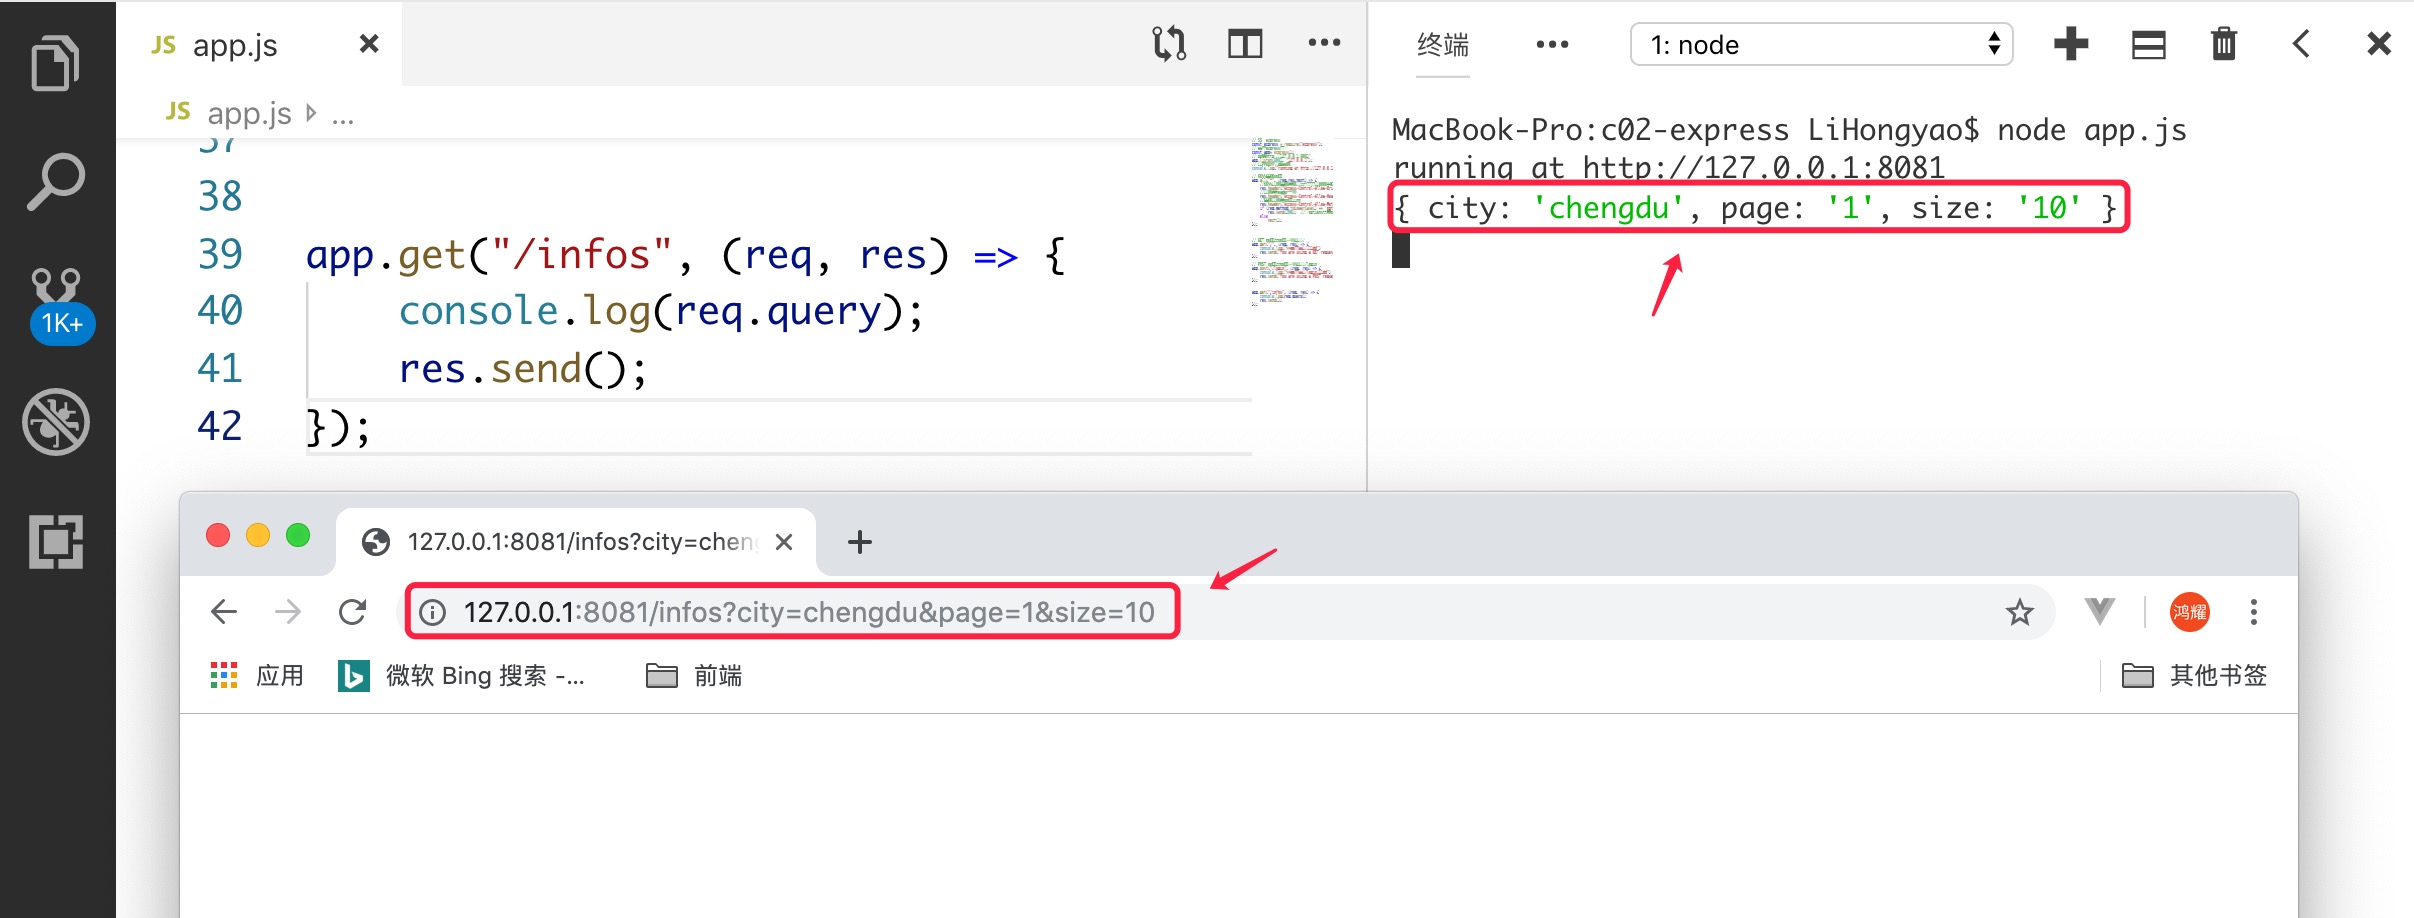 JS app.js
JS app.js ...
37
38
39 app.get("/infos", (req, res) => {
40 console.log(req.query);
41 res.send();
42 });
1K+
终端
1: node
MacBook-Pro:c02-express LiHongyao$ node app.js
running at http://127.0.0.1:8081
{ city: 'chengdu', page: '1', size: '10' }
127.0.0.1:8081/infos?city=chen
127.0.0.1:8081/infos?city=chengdu&page=1&size=10
鸿耀
应用
微软 Bing 搜索 -...
前端
其他书签